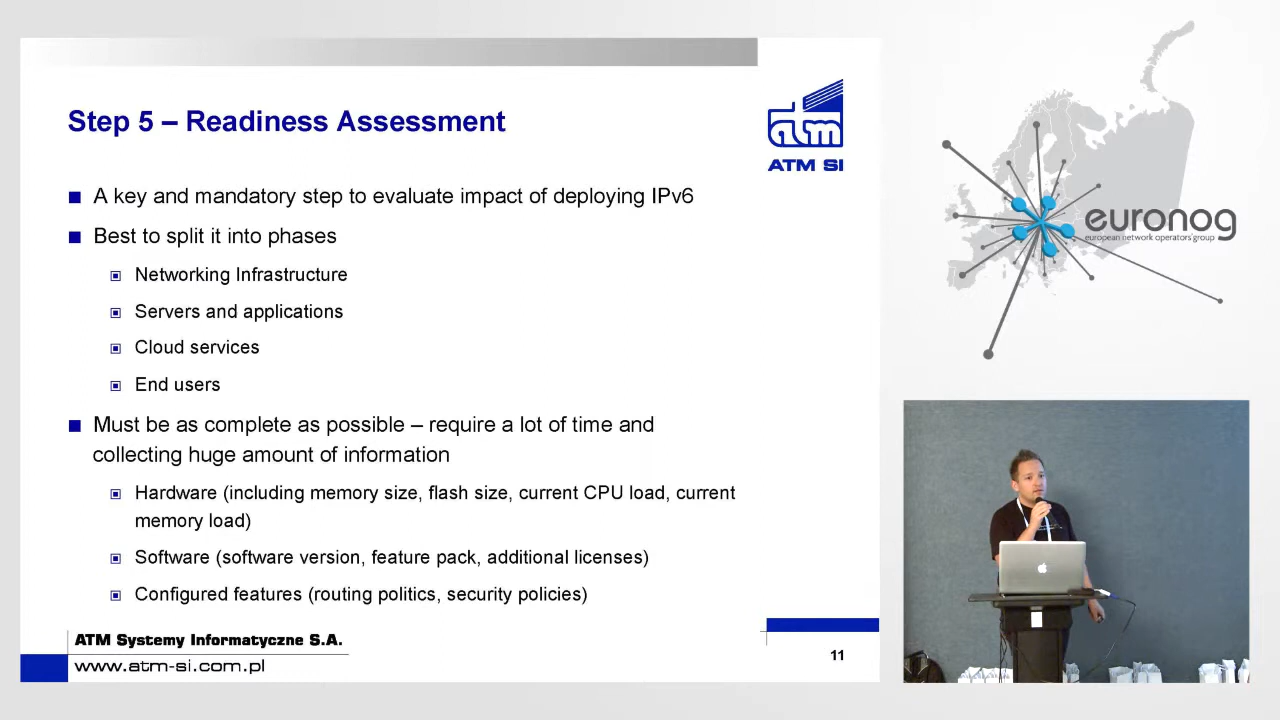 Step 5 – Readiness Assessment
atm
ATM SI
A key and mandatory step to evaluate impact of deploying IPv6
Best to split it into phases
Networking Infrastructure
Servers and applications
Cloud services
End users
Must be as complete as possible – require a lot of time and
collecting huge amount of information
Hardware (including memory size, flash size, current CPU load, current
memory load)
Software (software version, feature pack, additional licenses)
Configured features (routing politics, security policies)
ATM Systemy Informatyczne S.A.
www.atm-si.com.pl
11
euronog
european network operators' group